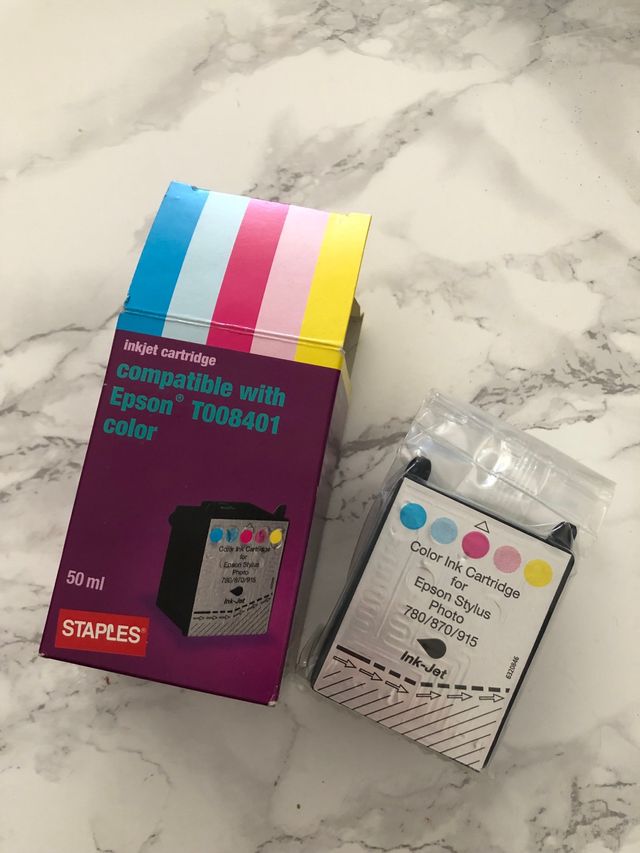 inkjet cartridge
compatible with
Epson® T008401
color
Color Ink Cartridge
for
Epson Stylus
Photo
780/870/915
Ink-Jet
50 ml
STAPLES®
Color Ink Cartridge
for
Epson Stylus
Photo
780/870/915
Ink-Jet
6320846